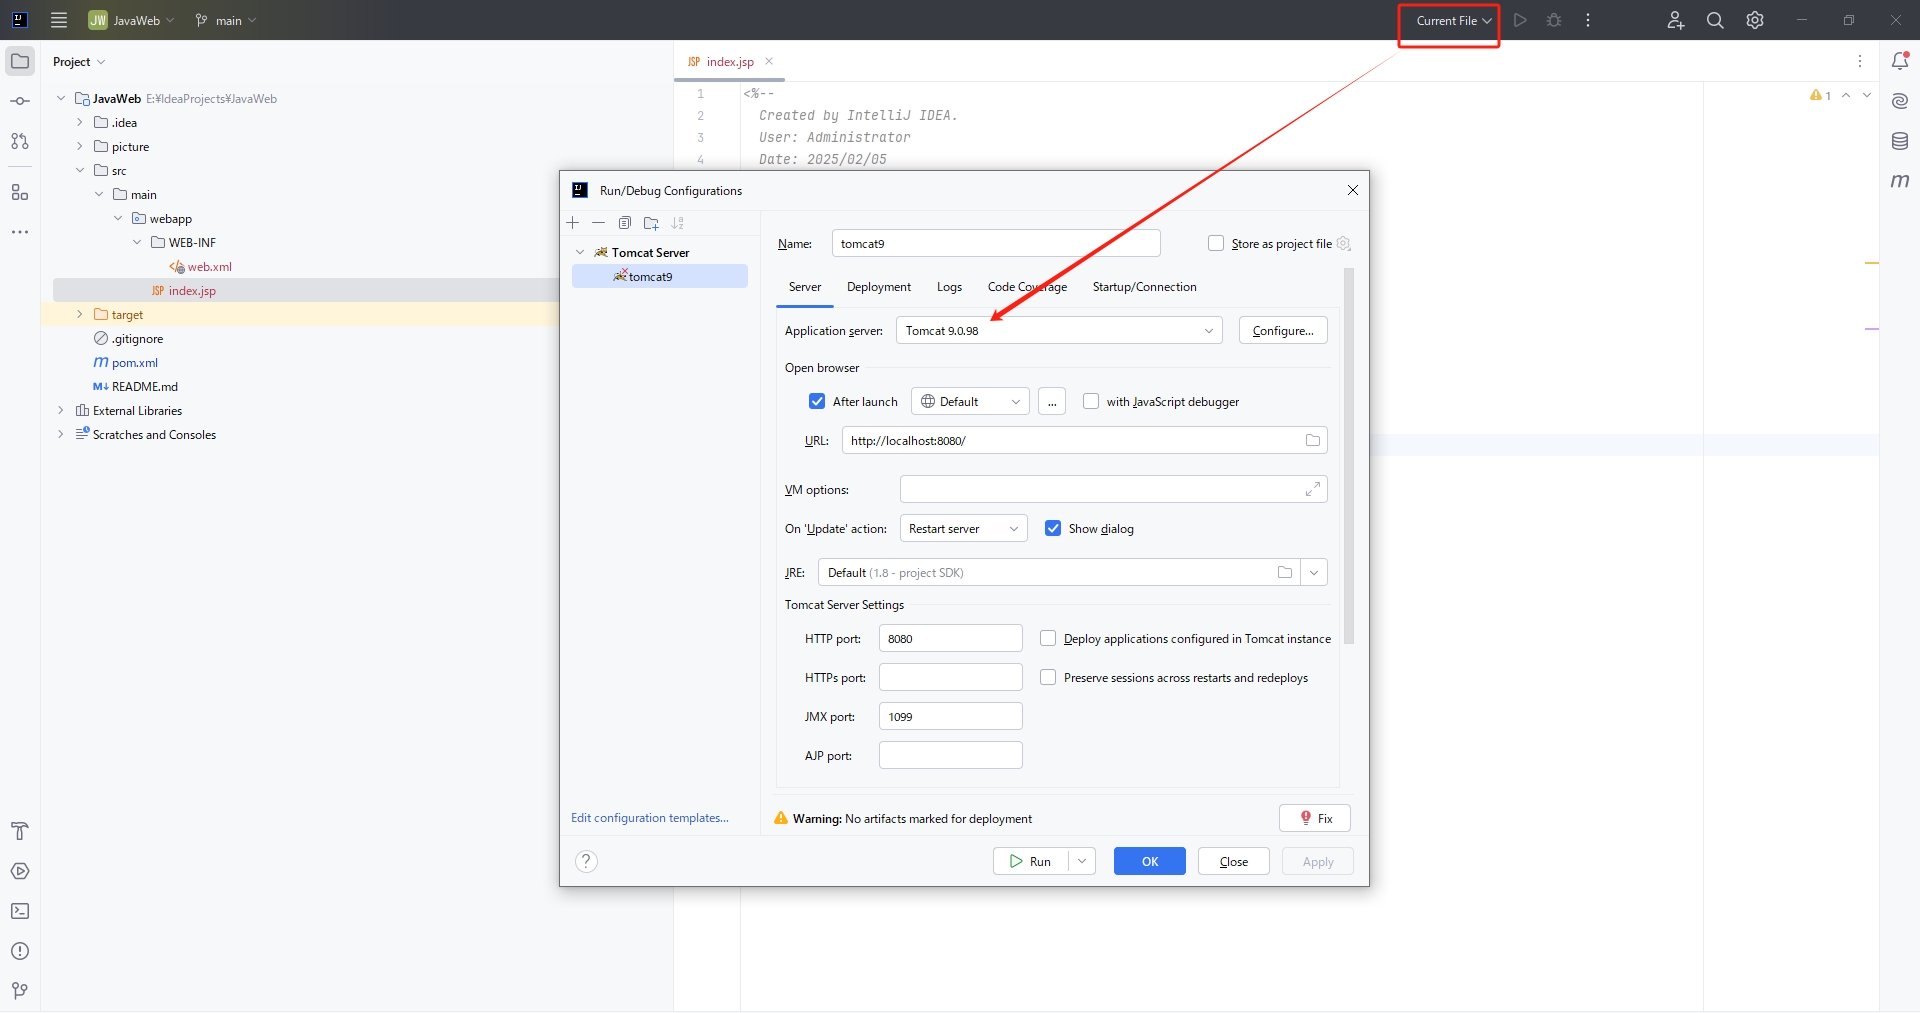 JW JavaWeb main Current File
Project
JSP index.jsp
JavaWeb E:¥IdeaProjects¥JavaWeb
.idea
picture
src
main
webapp
WEB-INF
web.xml
JSP index.jsp
target
.gitignore
m pom.xml
M↓ README.md
External Libraries
Scratches and Consoles
1 <%--
2 Created by IntelliJ IDEA.
3 User: Administrator
4 Date: 2025/02/05
1
m
Run/Debug Configurations
Tomcat Server
tomcat9
Edit configuration templates...
Name: tomcat9 Store as project file
Server Deployment Logs Code Coverage Startup/Connection
Application server: Tomcat 9.0.98 Configure...
Open browser
After launch Default ... with JavaScript debugger
URL: http://localhost:8080/
VM options:
On 'Update' action: Restart server Show dialog
JRE: Default (1.8 - project SDK)
Tomcat Server Settings
HTTP port: 8080 Deploy applications configured in Tomcat instance
HTTPs port: Preserve sessions across restarts and redeploys
JMX port: 1099
AJP port:
Warning: No artifacts marked for deployment Fix
? Run OK Close Apply